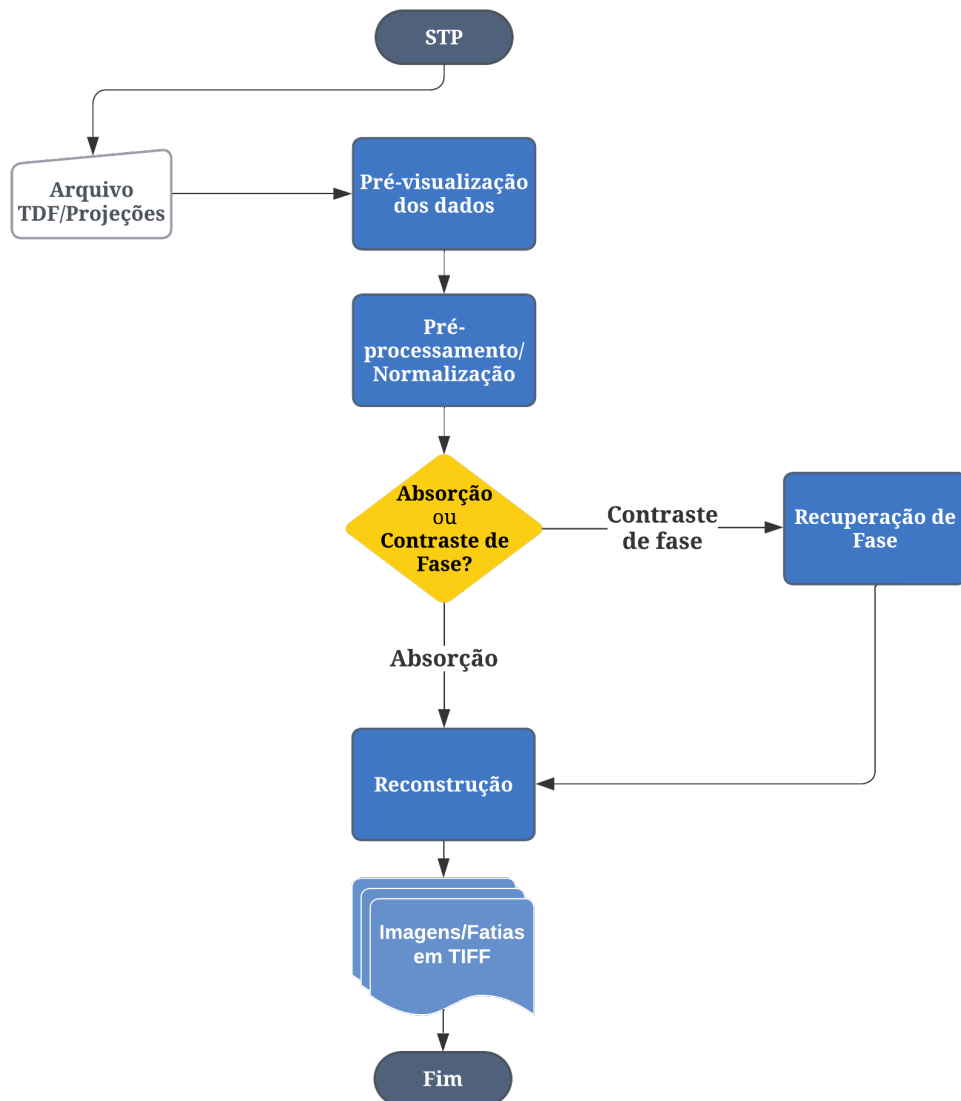 STP
Arquivo
TDF/Projeções
Pré-visualização
dos dados
Pré-
processamento/
Normalização
Absorção
ou
Contraste de
Fase?
Contraste
de fase
Recuperação de
Fase
Absorção
Reconstrução
Imagens/Fatias
em TIFF
Fim